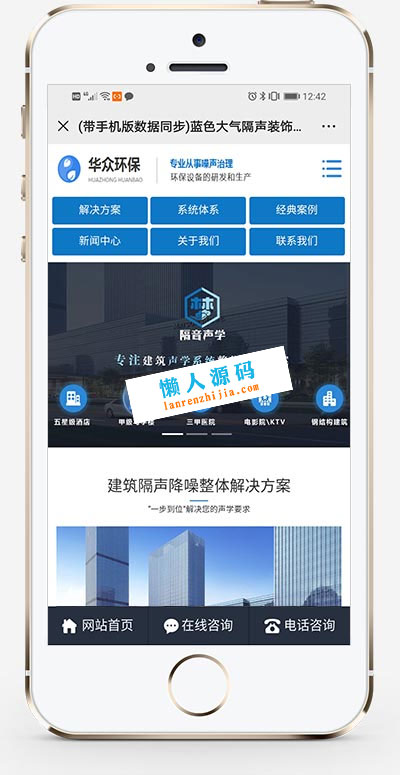 HD 4G 12:42
(带手机版数据同步)蓝色大气隔声装饰...
华众环保
HUAZHONG HUANBAO
专业从事噪声治理
环保设备的研发和生产
解决方案 系统体系 经典案例
新闻中心 关于我们 联系我们
隔音声学
专注建筑声学系统
懒人源码
lanrenzhijia.com
五星级酒店 三甲医院 电影院\KTV 钢结构建筑
建筑隔声降噪整体解决方案
"一步到位"解决您的声学要求
网站首页 在线咨询 电话咨询